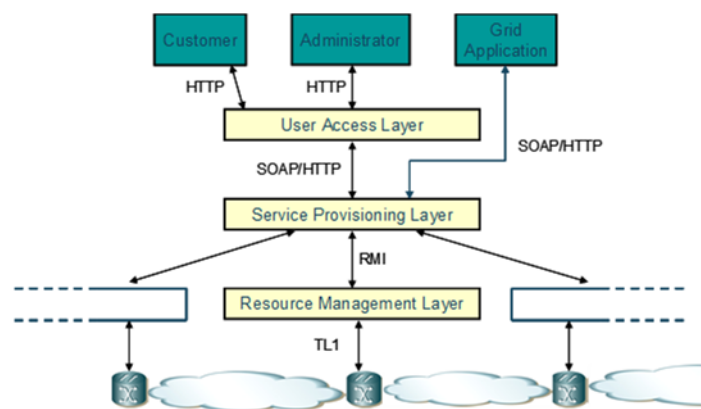 Customer
Administrator
Grid
Application
HTTP
HTTP
User Access Layer
SOAP/HTTP
SOAP/HTTP
Service Provisioning Layer
RMI
Resource Management Layer
TL1